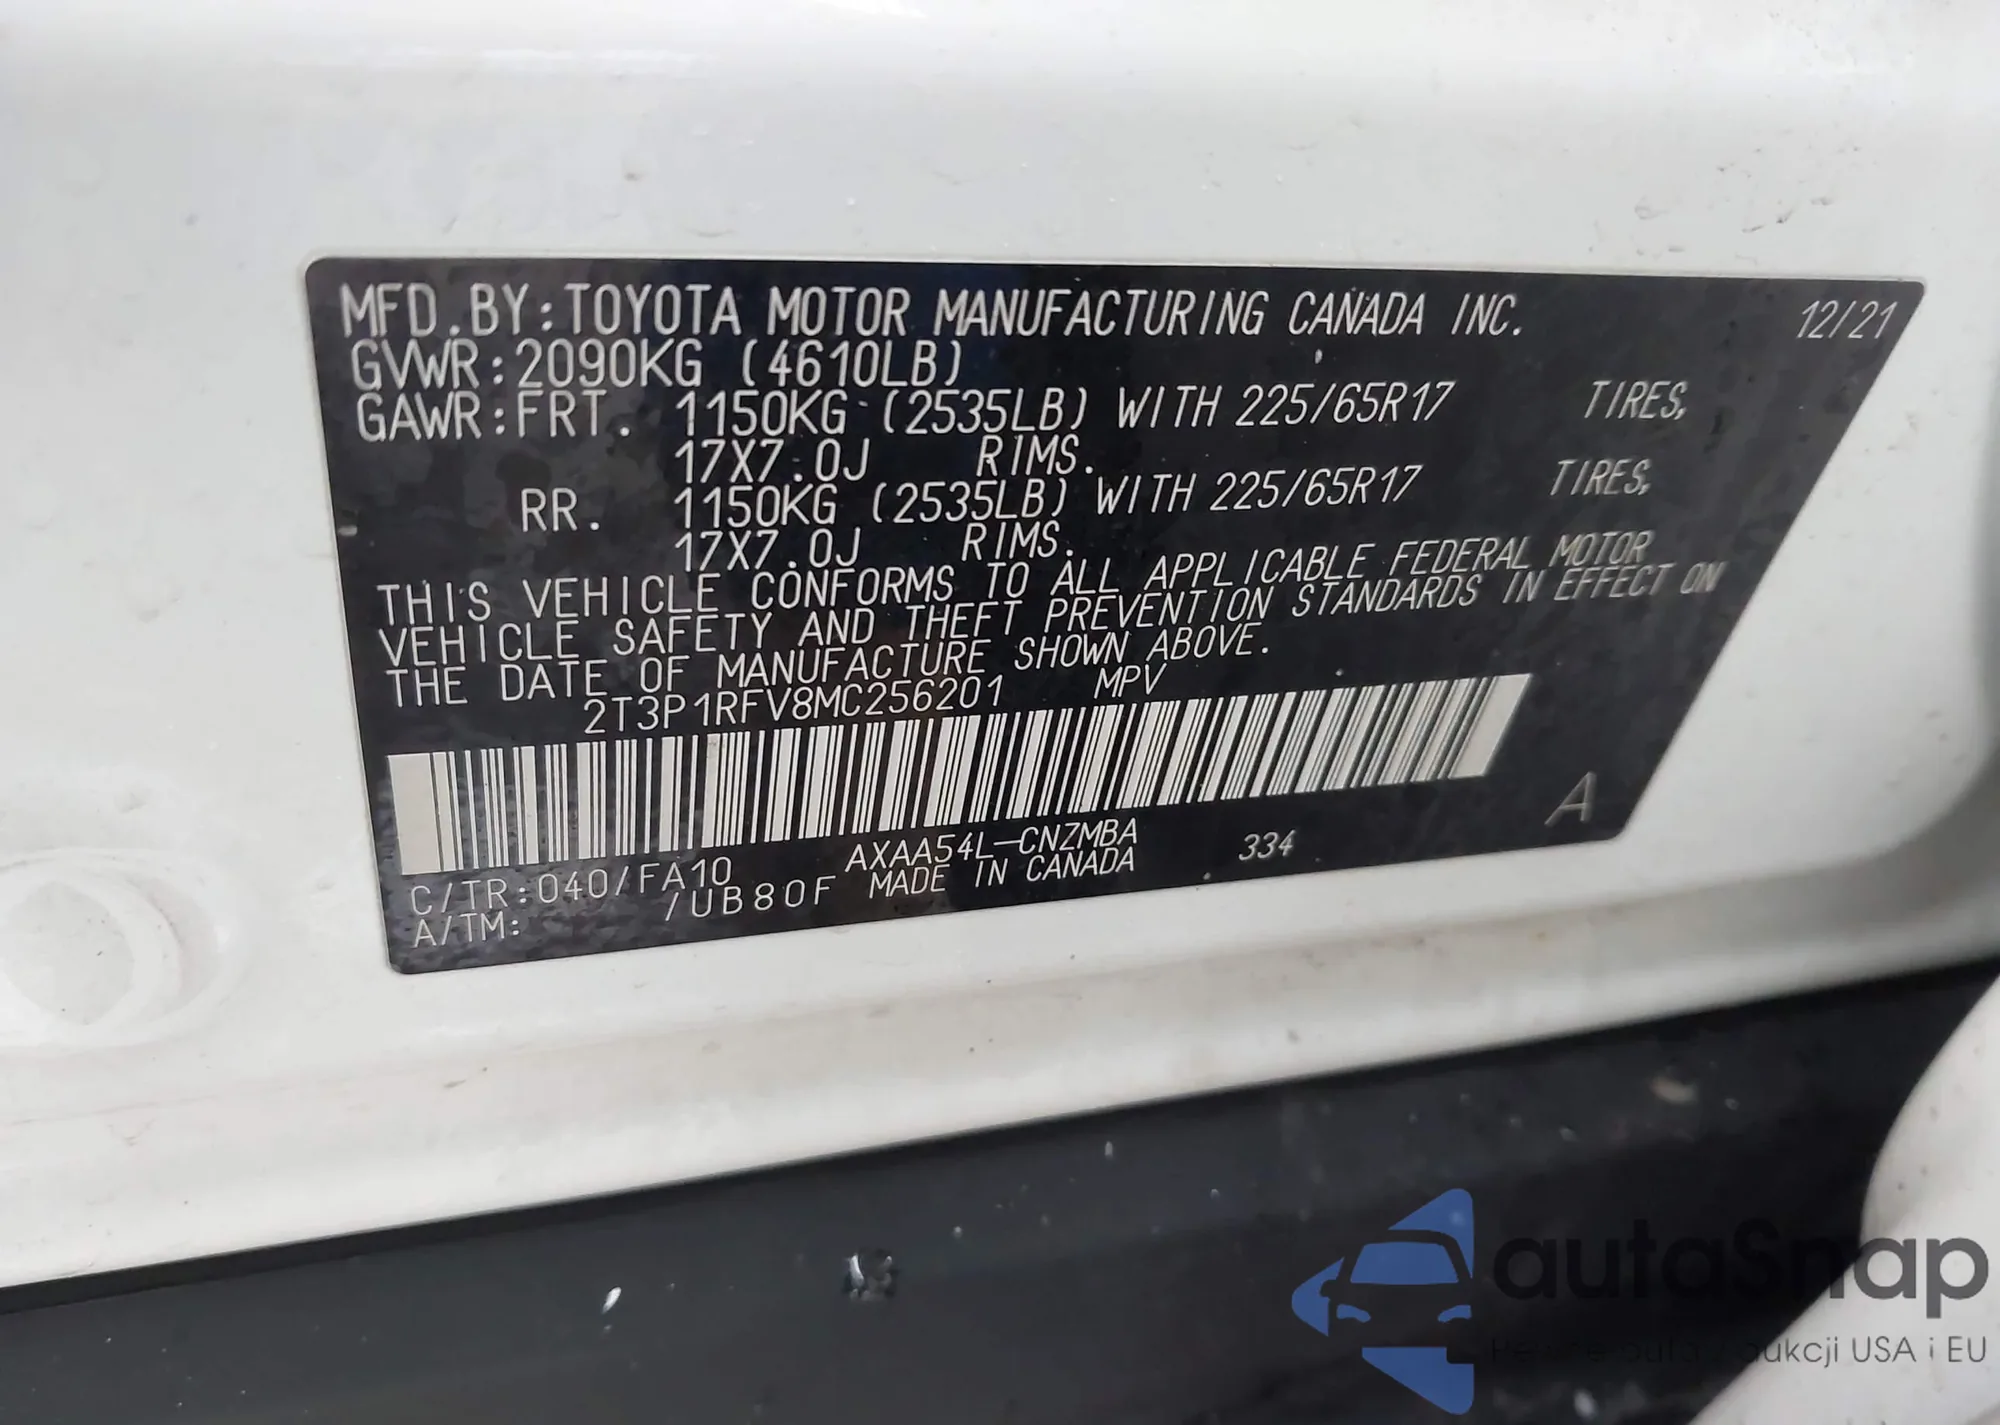 MFD.BY:TOYOTA MOTOR MANUFACTURING CANADA INC. 12/21
GVWR:2090KG (4610LB)
GAWR:FRT. 1150KG (2535LB) WITH 225/65R17 TIRES,
17X7.0J RIMS.
RR. 1150KG (2535LB) WITH 225/65R17 TIRES,
17X7.0J RIMS.
THIS VEHICLE CONFORMS TO ALL APPLICABLE FEDERAL MOTOR
VEHICLE SAFETY AND THEFT PREVENTION STANDARDS IN EFFECT ON
THE DATE OF MANUFACTURE SHOWN ABOVE.
2T3P1RFV8MC256201 MPV
A
C/TR:040/FA10 AXAA54L-CNZMBA 334
A/TM: /UB80F MADE IN CANADA
autoSnap
aukcji USA i EU